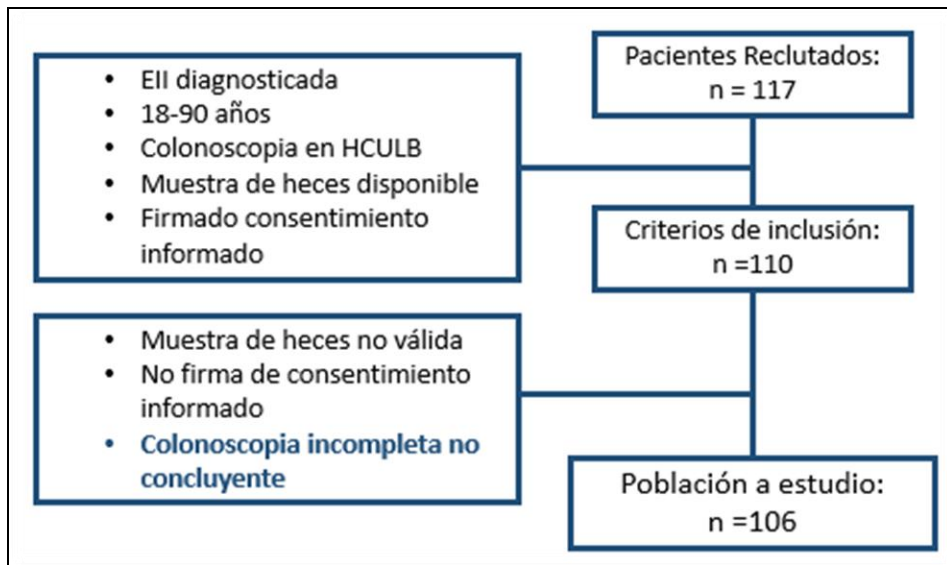 Pacientes Reclutados:
n = 117
• EII diagnosticada
• 18-90 años
• Colonoscopia en HCULB
• Muestra de heces disponible
• Firmado consentimiento
informado
Criterios de inclusión:
n =110
• Muestra de heces no válida
• No firma de consentimiento
informado
• Colonoscopia incompleta no
concluyente
Población a estudio:
n =106